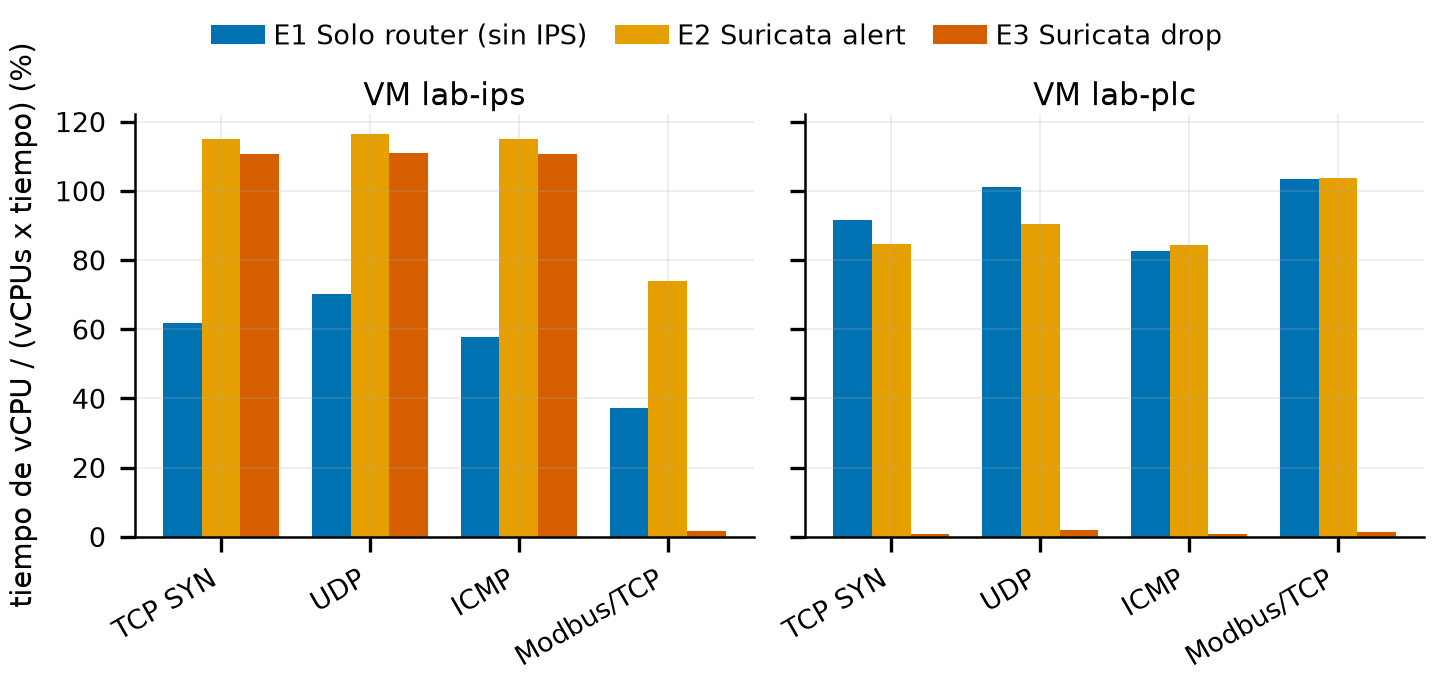 E1 Solo router (sin IPS) E2 Suricata alert E3 Suricata drop
VM lab-ips VM lab-plc
tiempo de vCPU / (vCPUs x tiempo) (%)
120
100
80
60
40
20
0
TCP SYN UDP ICMP Modbus/TCP TCP SYN UDP ICMP Modbus/TCP